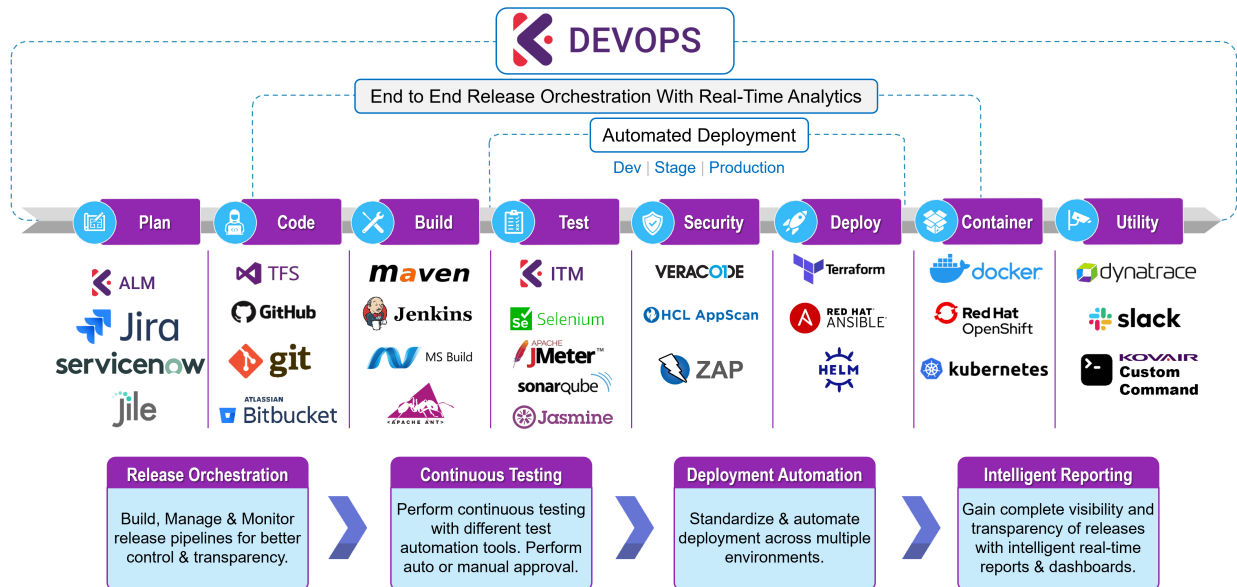 DEVOPS
End to End Release Orchestration With Real-Time Analytics
Automated Deployment
Dev | Stage | Production
Plan
Code
Build
Test
Security
Deploy
Container
Utility
ALM
Jira
servicenow
jile
TFS
GitHub
git
ATLASSIAN
Bitbucket
maven
Jenkins
MS Build
<APACHE ANT>
ITM
Se Selenium
APACHE
JMeter™
sonarqube
Jasmine
VERACODE
HCL AppScan
ZAP
Terraform
RED HAT®
ANSIBLE®
HELM
docker
Red Hat
OpenShift
kubernetes
dynatrace
slack
KOVAIR
Custom
Command
Release Orchestration
Build, Manage & Monitor
release pipelines for better
control & transparency.
Continuous Testing
Perform continuous testing
with different test
automation tools. Perform
auto or manual approval.
Deployment Automation
Standardize & automate
deployment across multiple
environments.
Intelligent Reporting
Gain complete visibility and
transparency of releases
with intelligent real-time
reports & dashboards.